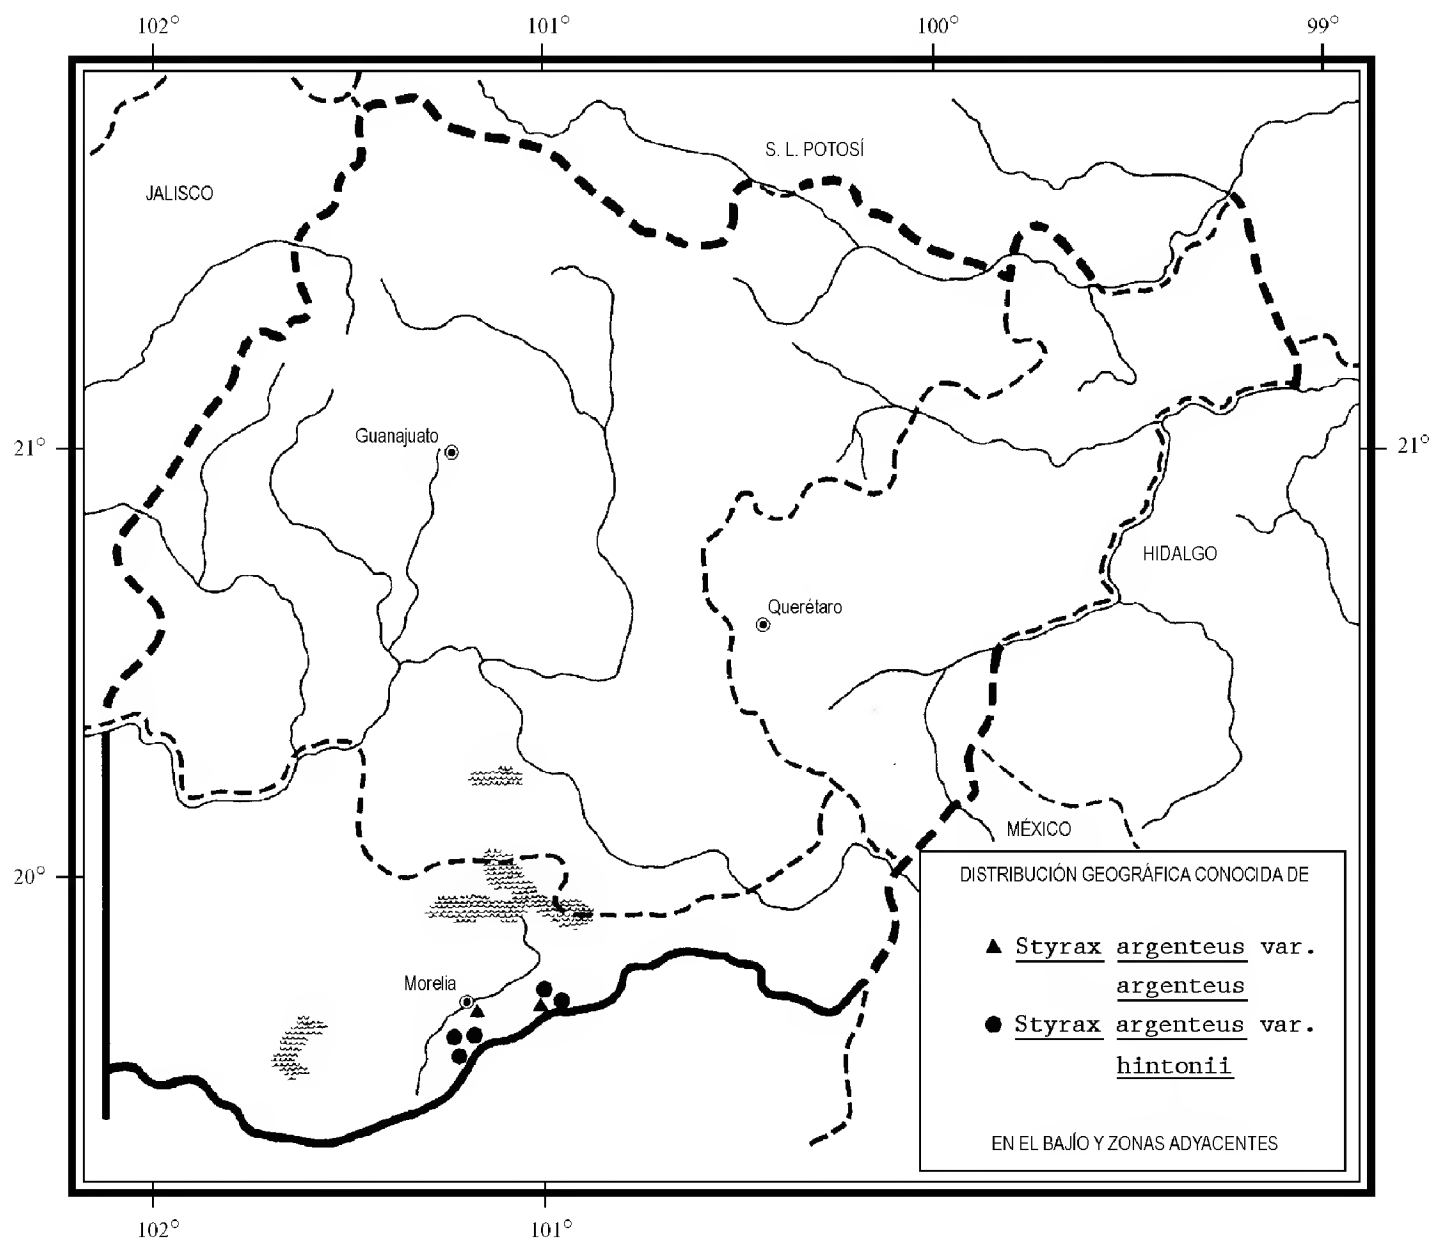 102° 101° 100° 99°
S. L. POTOSÍ
JALISCO
Guanajuato
21° 21°
HIDALGO
Querétaro
MÉXICO
20°
DISTRIBUCIÓN GEOGRÁFICA CONOCIDA DE
Styrax argenteus var.
argenteus
Styrax argenteus var.
hintonii
EN EL BAJÍO Y ZONAS ADYACENTES
Morelia
102° 101°